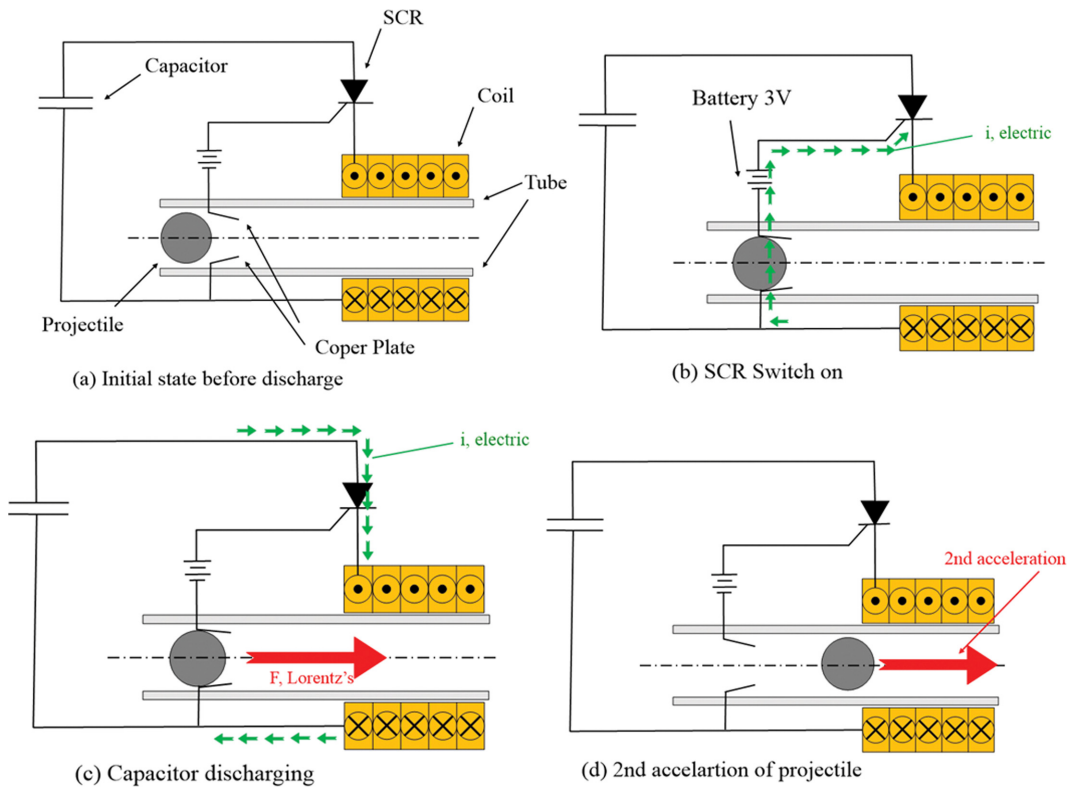 SCR
Capacitor
Coil
Tube
Projectile
Coper Plate
(a) Initial state before discharge
Battery 3V
i, electric
(b) SCR Switch on
i, electric
F, Lorentz's
(c) Capacitor discharging
2nd acceleration
(d) 2nd accelartion of projectile